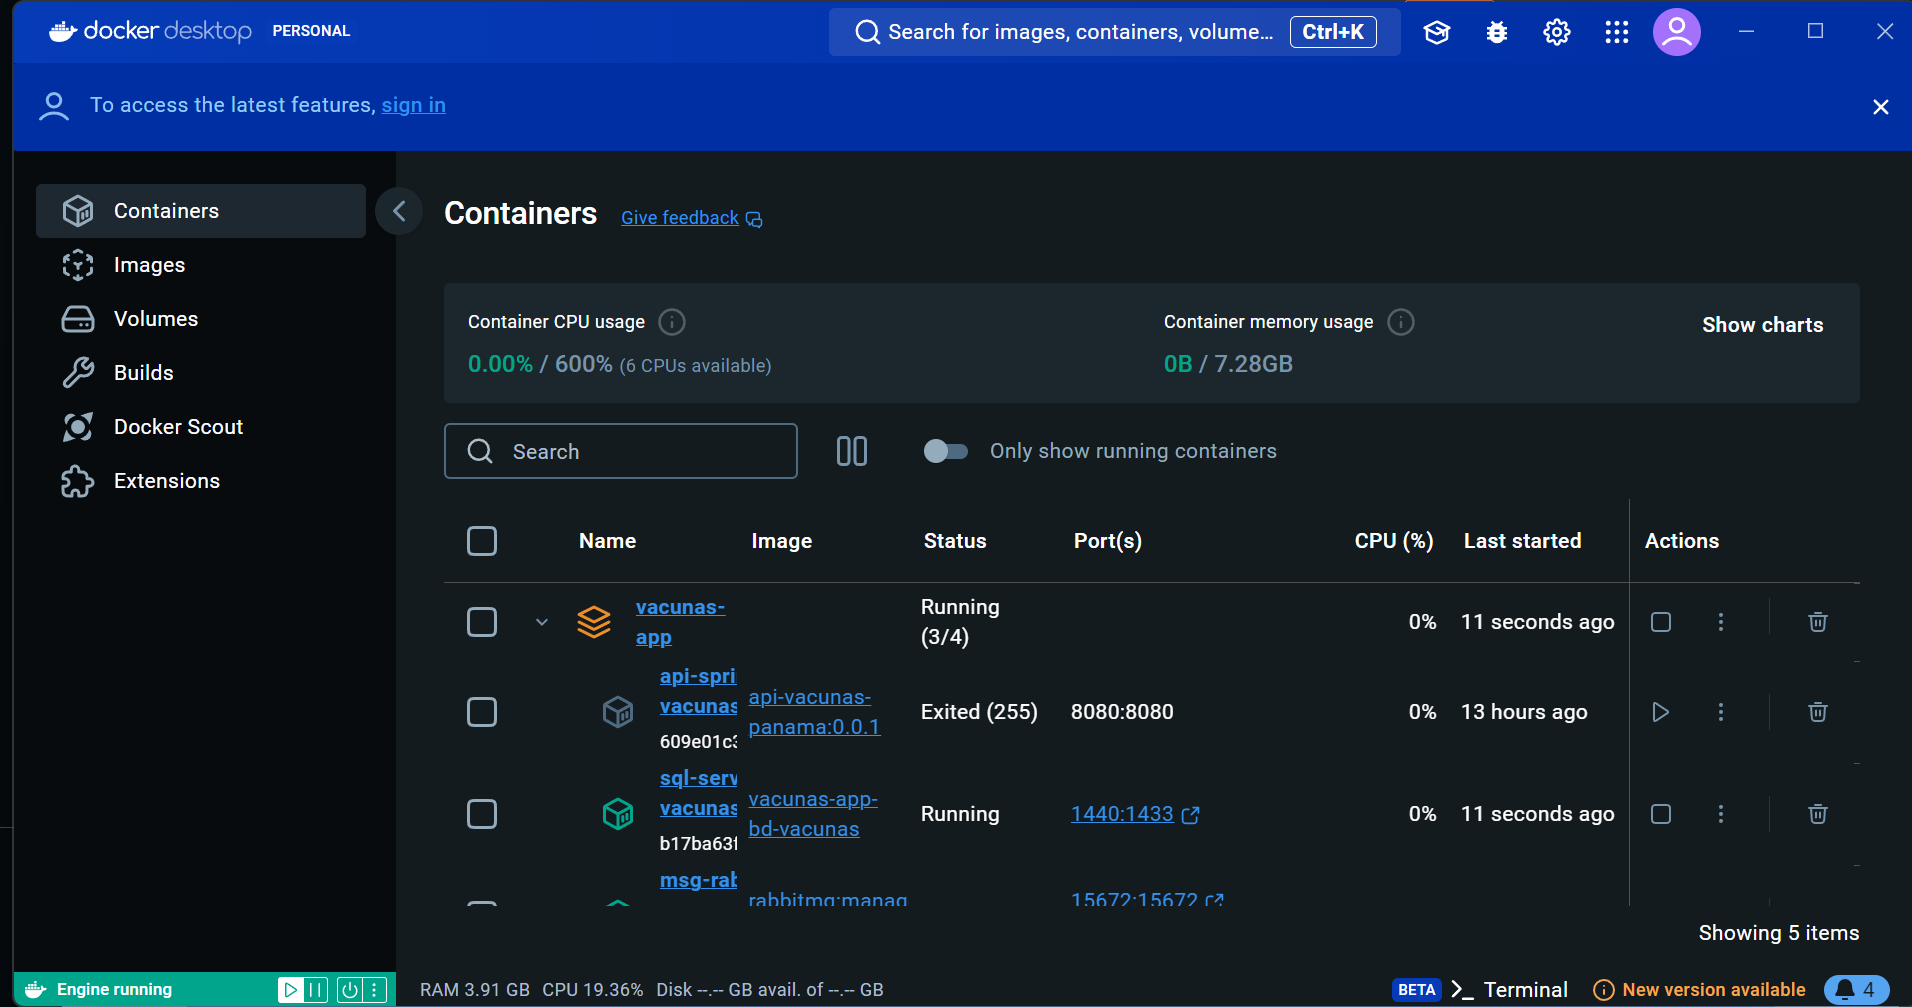 docker desktop PERSONAL
Search for images, containers, volume... Ctrl+K
To access the latest features, sign in
Containers
Images
Volumes
Builds
Docker Scout
Extensions
Containers Give feedback
Container CPU usage
0.00% / 600% (6 CPUs available)
Container memory usage
0B / 7.28GB
Show charts
Search
Only show running containers
Name Image Status Port(s) CPU (%) Last started Actions
vacunas-
app
Running
(3/4)
0% 11 seconds ago
api-spri
vacunas
609e01c3
api-vacunas-
panama:0.0.1
Exited (255) 8080:8080 0% 13 hours ago
sql-serv
vacunas
b17ba63f
vacunas-app-
bd-vacunas
Running 1440:1433 0% 11 seconds ago
msg-rab
rabbitmq:manag
15672:15672
Showing 5 items
Engine running
RAM 3.91 GB CPU 19.36% Disk --.-- GB avail. of --.-- GB
BETA >_ Terminal
New version available
4